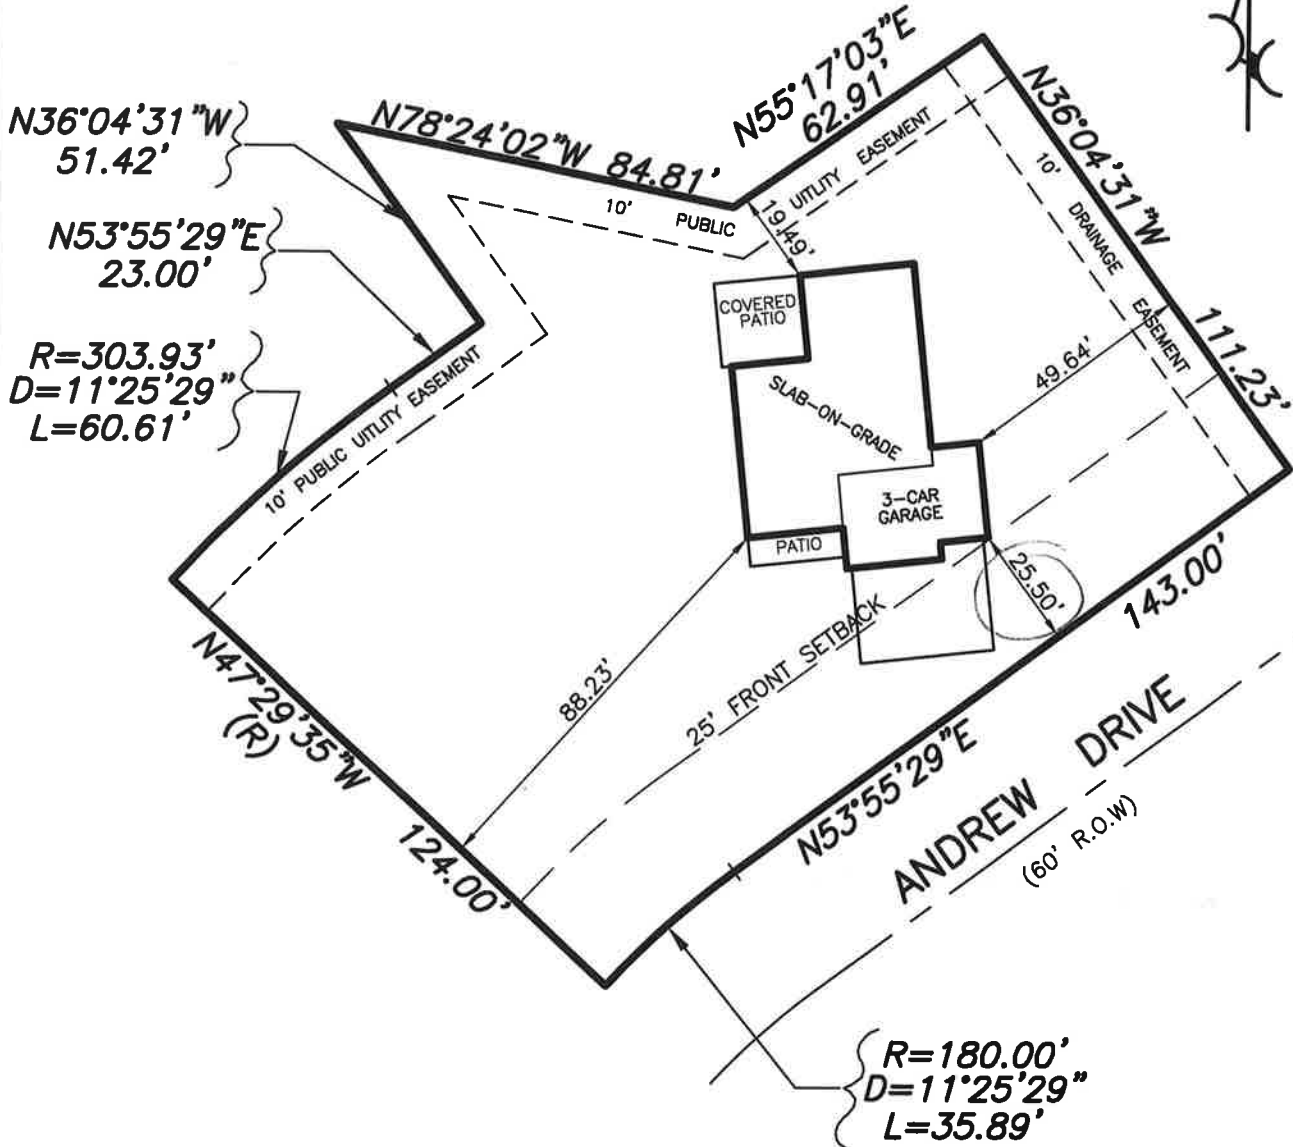 N36°04'31"W
51.42'
N53°55'29"E
23.00'
R=303.93'
D=11°25'29"
L=60.61'
N78°24'02"W 84.81'
N55°17'03"E
62.91'
N36°04'31"W
111.23'
10' PUBLIC UITLITY EASEMENT
10' DRAINAGE EASEMENT
19.49'
COVERED
PATIO
SLAB-ON-GRADE
49.64'
3-CAR
GARAGE
PATIO
10' PUBLIC UITLITY EASEMENT
25.50'
143.00'
25' FRONT SETBACK
88.23'
N47°29'35"W
(R)
124.00'
N53°55'29"E
ANDREW DRIVE
(60' R.O.W)
R=180.00'
D=11°25'29"
L=35.89'